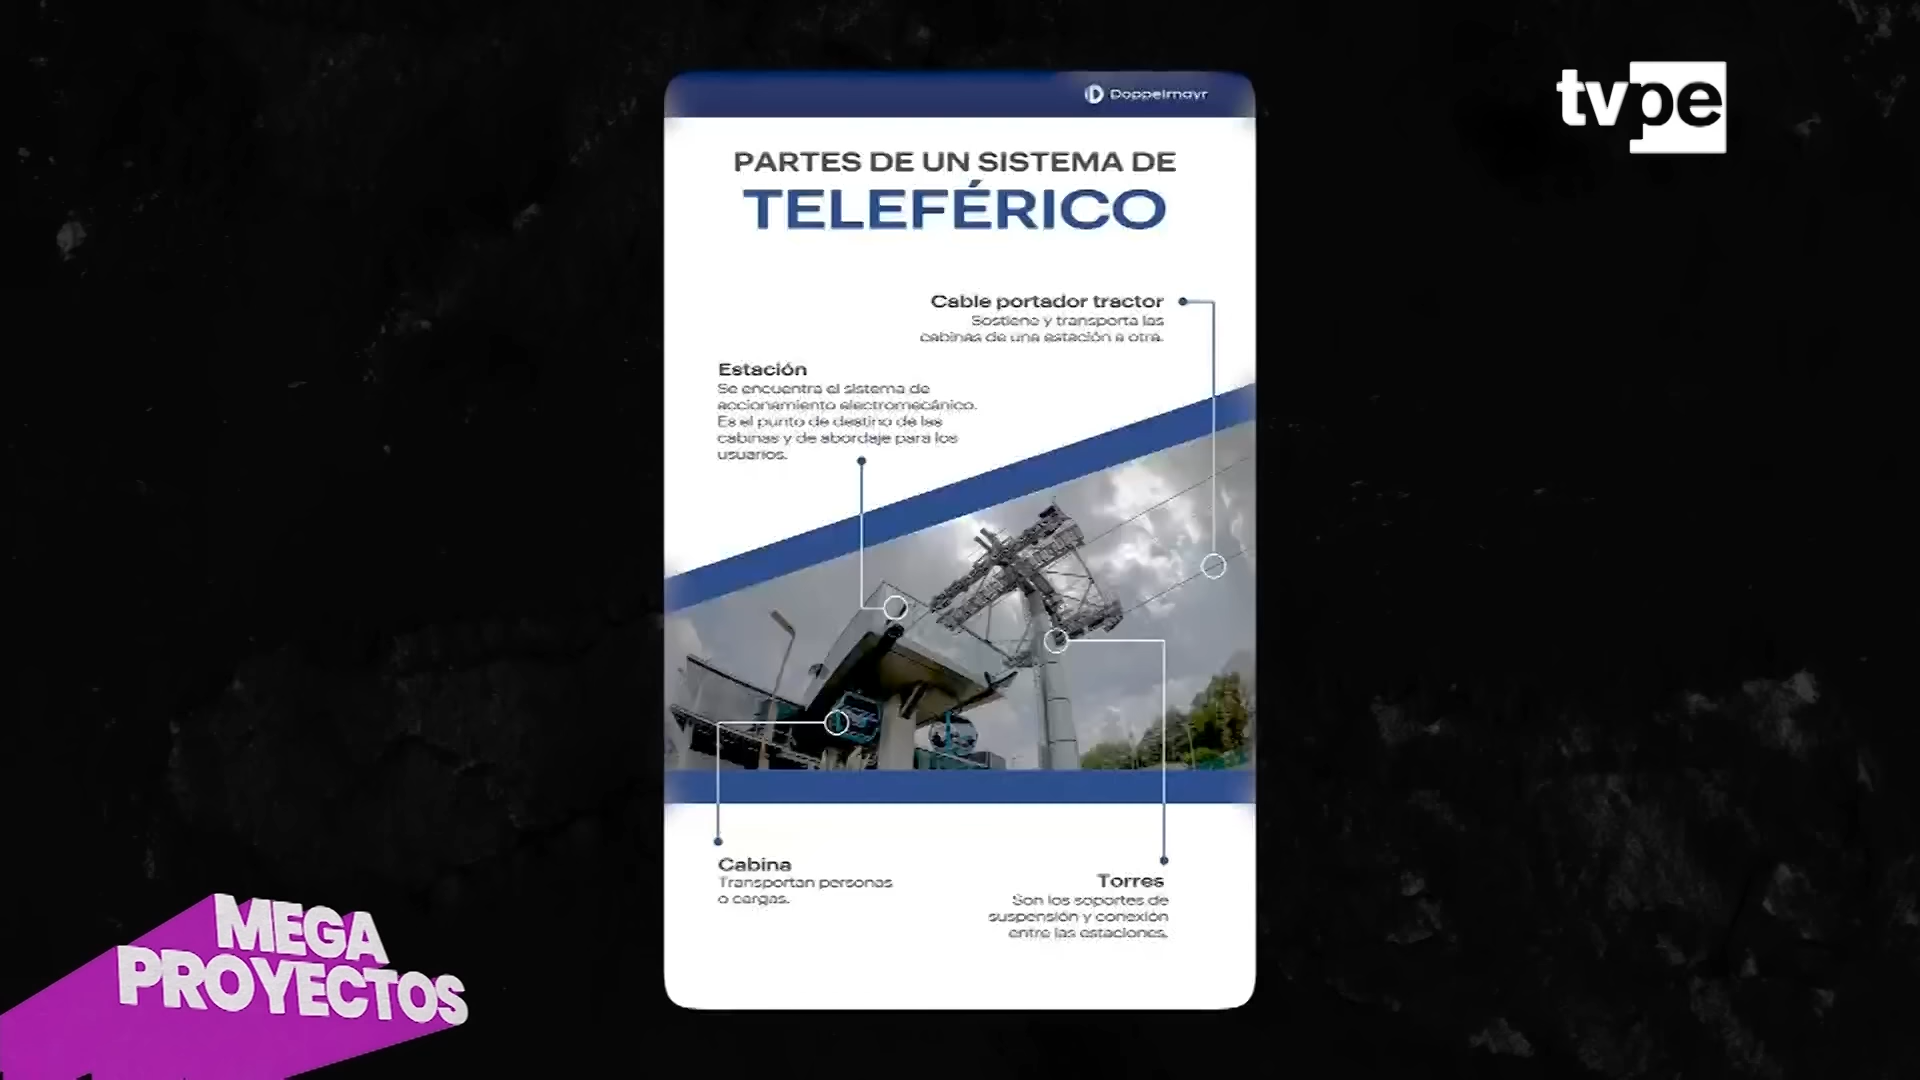 Doppelmayr
tvpe
PARTES DE UN SISTEMA DE
TELEFÉRICO
Cable portador tractor
Sostiene y transporta las
cabinas de una estación a otra.
Estación
Se encuentra el sistema de
accionamiento electromecánico.
Es el punto de destino de las
cabinas y de abordaje para los
usuarios.
Cabina
Transportan personas
o cargas.
Torres
Son los soportes de
suspensión y conexión
entre las estaciones.
MEGA
PROYECTOS